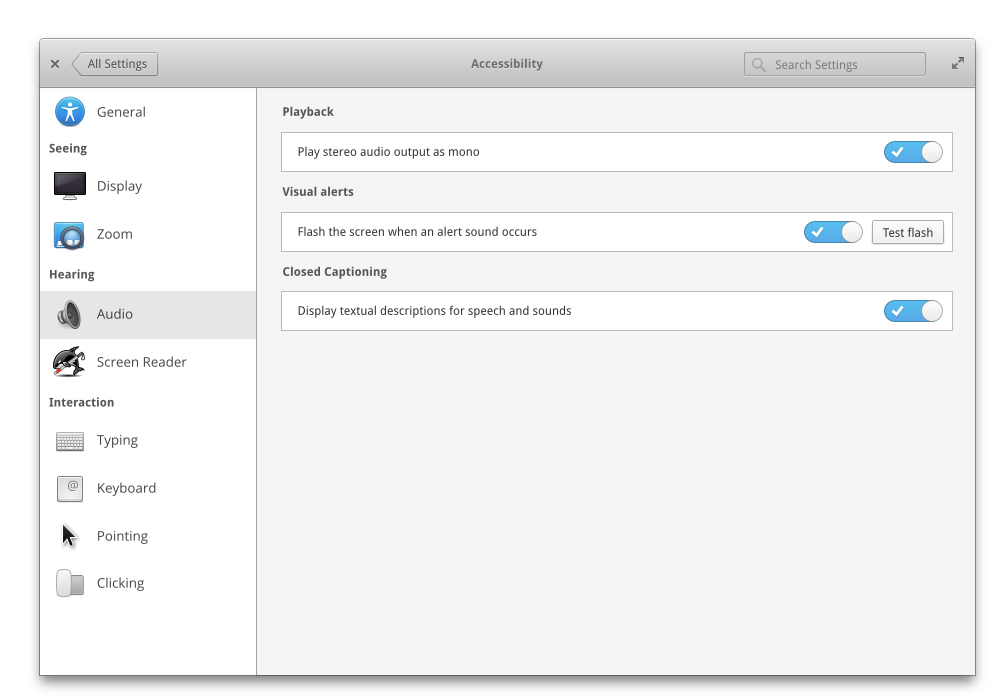 All Settings
Accessibility
Search Settings
General
Seeing
Display
Zoom
Hearing
Audio
Screen Reader
Interaction
Typing
@
Keyboard
Pointing
Clicking
Playback
Play stereo audio output as mono
Visual alerts
Flash the screen when an alert sound occurs
Test flash
Closed Captioning
Display textual descriptions for speech and sounds